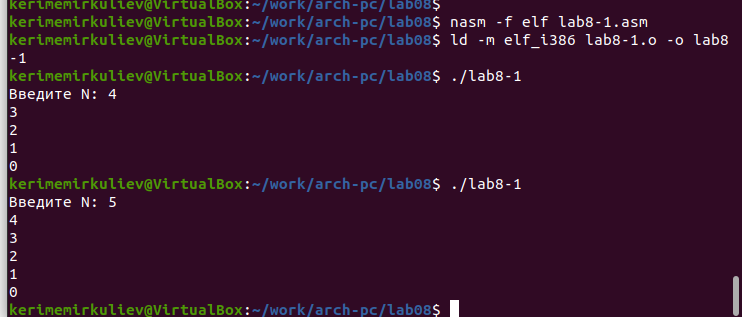 kerimemirkuliev@VirtualBox:~/work/arch-pc/lab08$
kerimemirkuliev@VirtualBox:~/work/arch-pc/lab08$ nasm -f elf lab8-1.asm
kerimemirkuliev@VirtualBox:~/work/arch-pc/lab08$ ld -m elf_i386 lab8-1.o -o lab8
-1
kerimemirkuliev@VirtualBox:~/work/arch-pc/lab08$ ./lab8-1
Введите N: 4
3
2
1
0
kerimemirkuliev@VirtualBox:~/work/arch-pc/lab08$ ./lab8-1
Введите N: 5
4
3
2
1
0
kerimemirkuliev@VirtualBox:~/work/arch-pc/lab08$